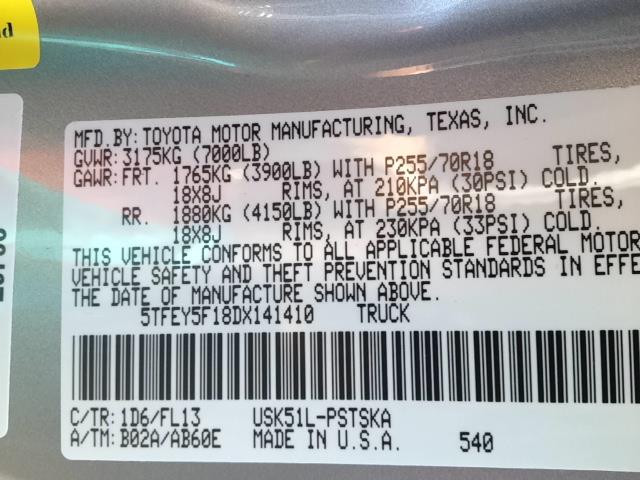 MFD.BY:TOYOTA MOTOR MANUFACTURING, TEXAS, INC.
GVWR:3175KG (7000LB)
GAWR:FRT. 1765KG (3900LB) WITH P255/70R18 TIRES,
18X8J RIMS, AT 210KPA (30PSI) COLD.
RR. 1880KG (4150LB) WITH P255/70R18 TIRES,
18X8J RIMS, AT 230KPA (33PSI) COLD.
THIS VEHICLE CONFORMS TO ALL APPLICABLE FEDERAL MOTOR
VEHICLE SAFETY AND THEFT PREVENTION STANDARDS IN EFFE
THE DATE OF MANUFACTURE SHOWN ABOVE.
5TFEY5F18DX141410 TRUCK
C/TR:1D6/FL13 USK51L-PSTSKA
A/TM:B02A/AB60E MADE IN U.S.A. 540